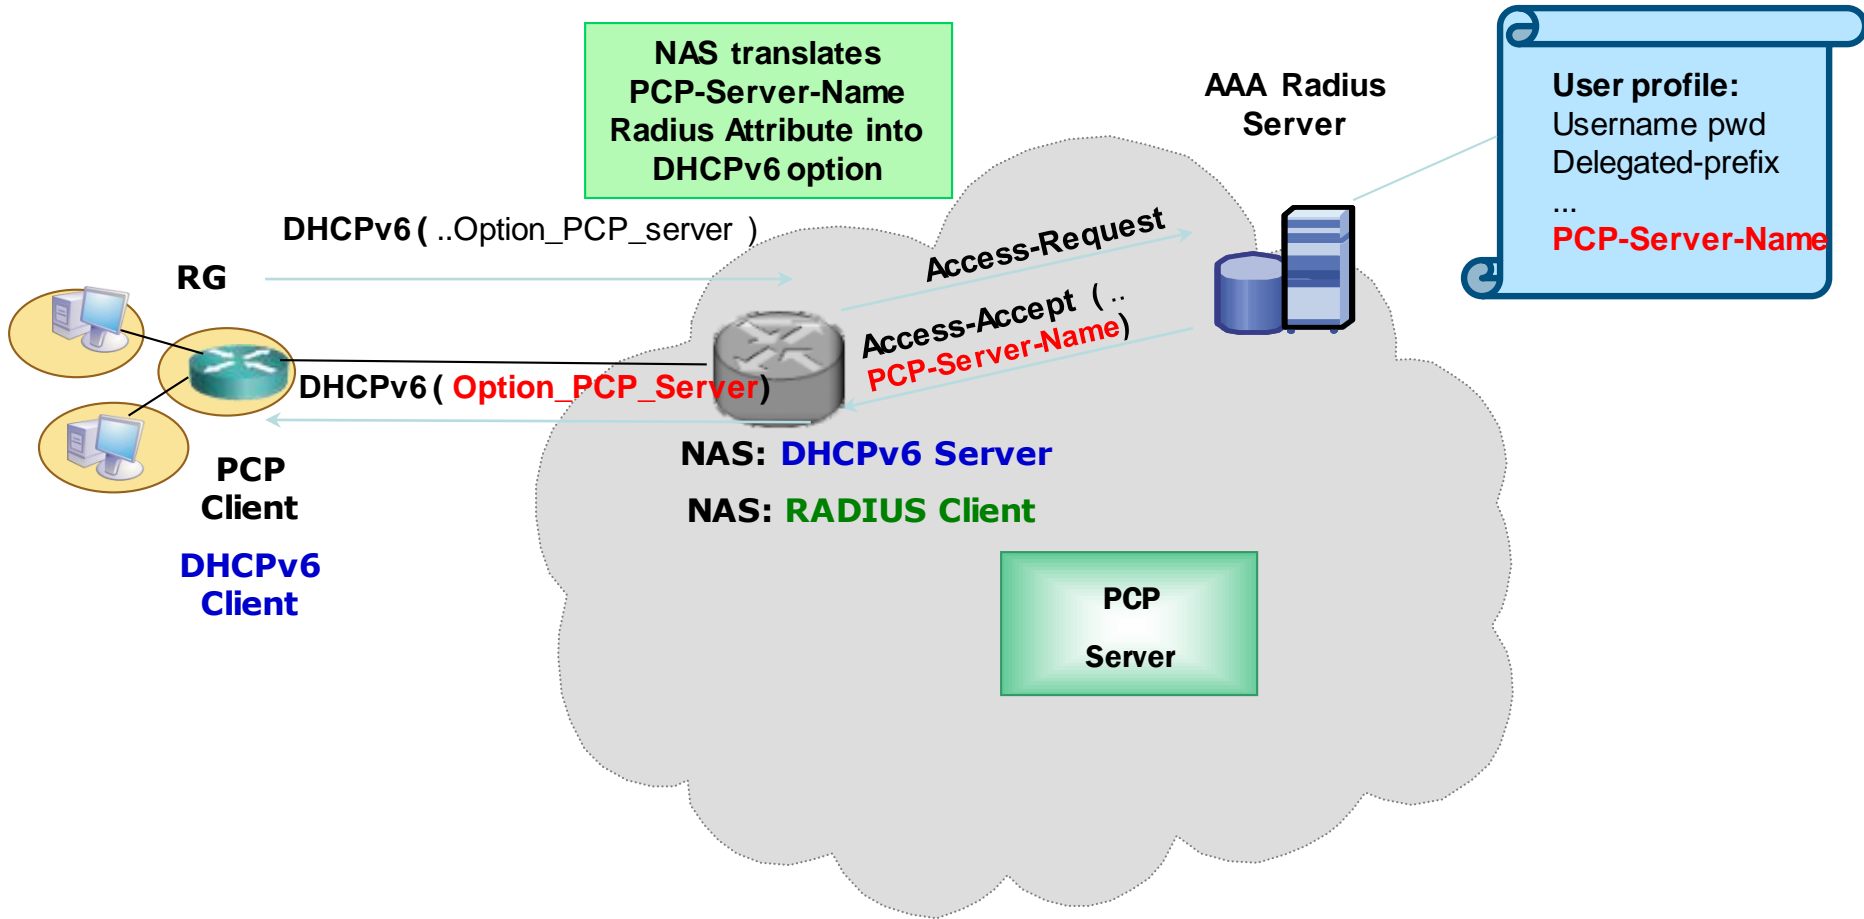 NAS translates
PCP-Server-Name
Radius Attribute into
DHCPv6 option
AAA Radius
Server
User profile:
Username pwd
Delegated-prefix
...
PCP-Server-Name
DHCPv6 ( ..Option_PCP_server )
RG
Access-Request
Access-Accept ( ..
PCP-Server-Name)
DHCPv6 ( Option_PCP_Server)
NAS: DHCPv6 Server
NAS: RADIUS Client
PCP
Client
DHCPv6
Client
PCP
Server